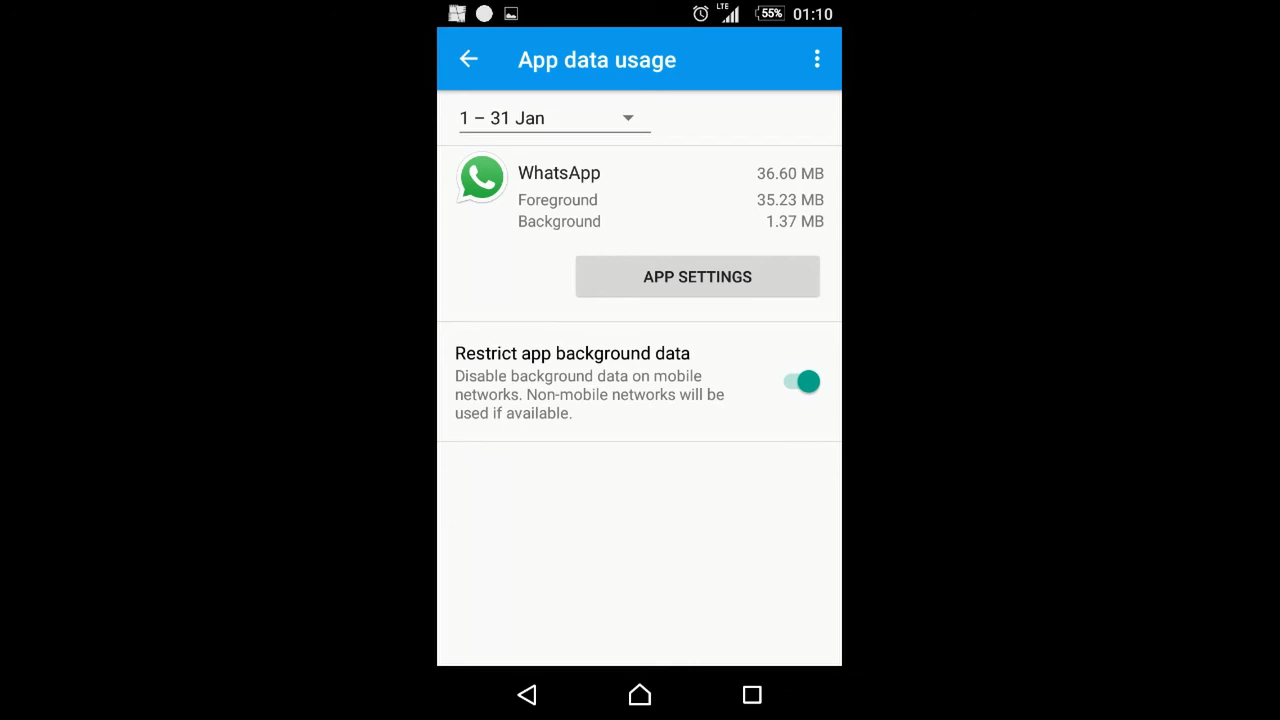 LTE 55% 01:10
App data usage
1 – 31 Jan
WhatsApp 36.60 MB
Foreground 35.23 MB
Background 1.37 MB
APP SETTINGS
Restrict app background data
Disable background data on mobile
networks. Non-mobile networks will be
used if available.